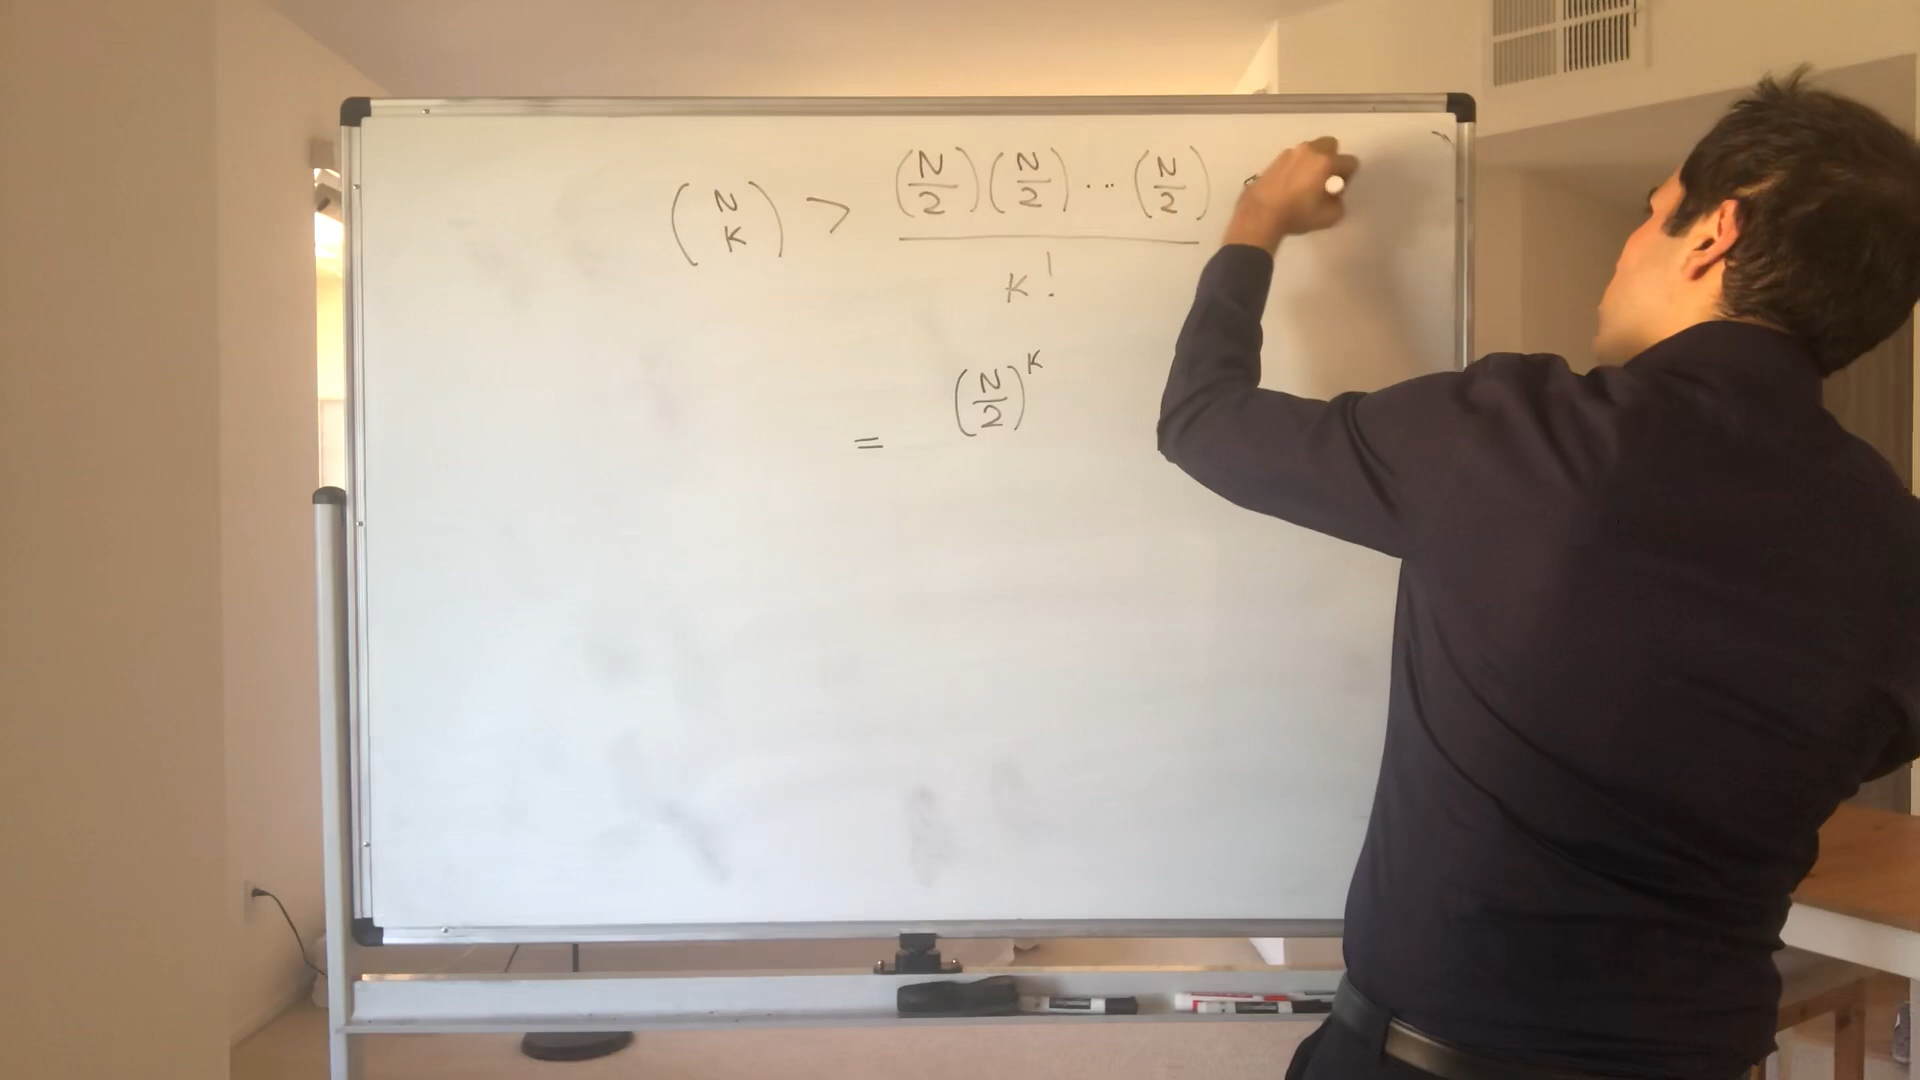 (N K) > (N/2)(N/2)...(N/2)
K!
= (N/2)^K